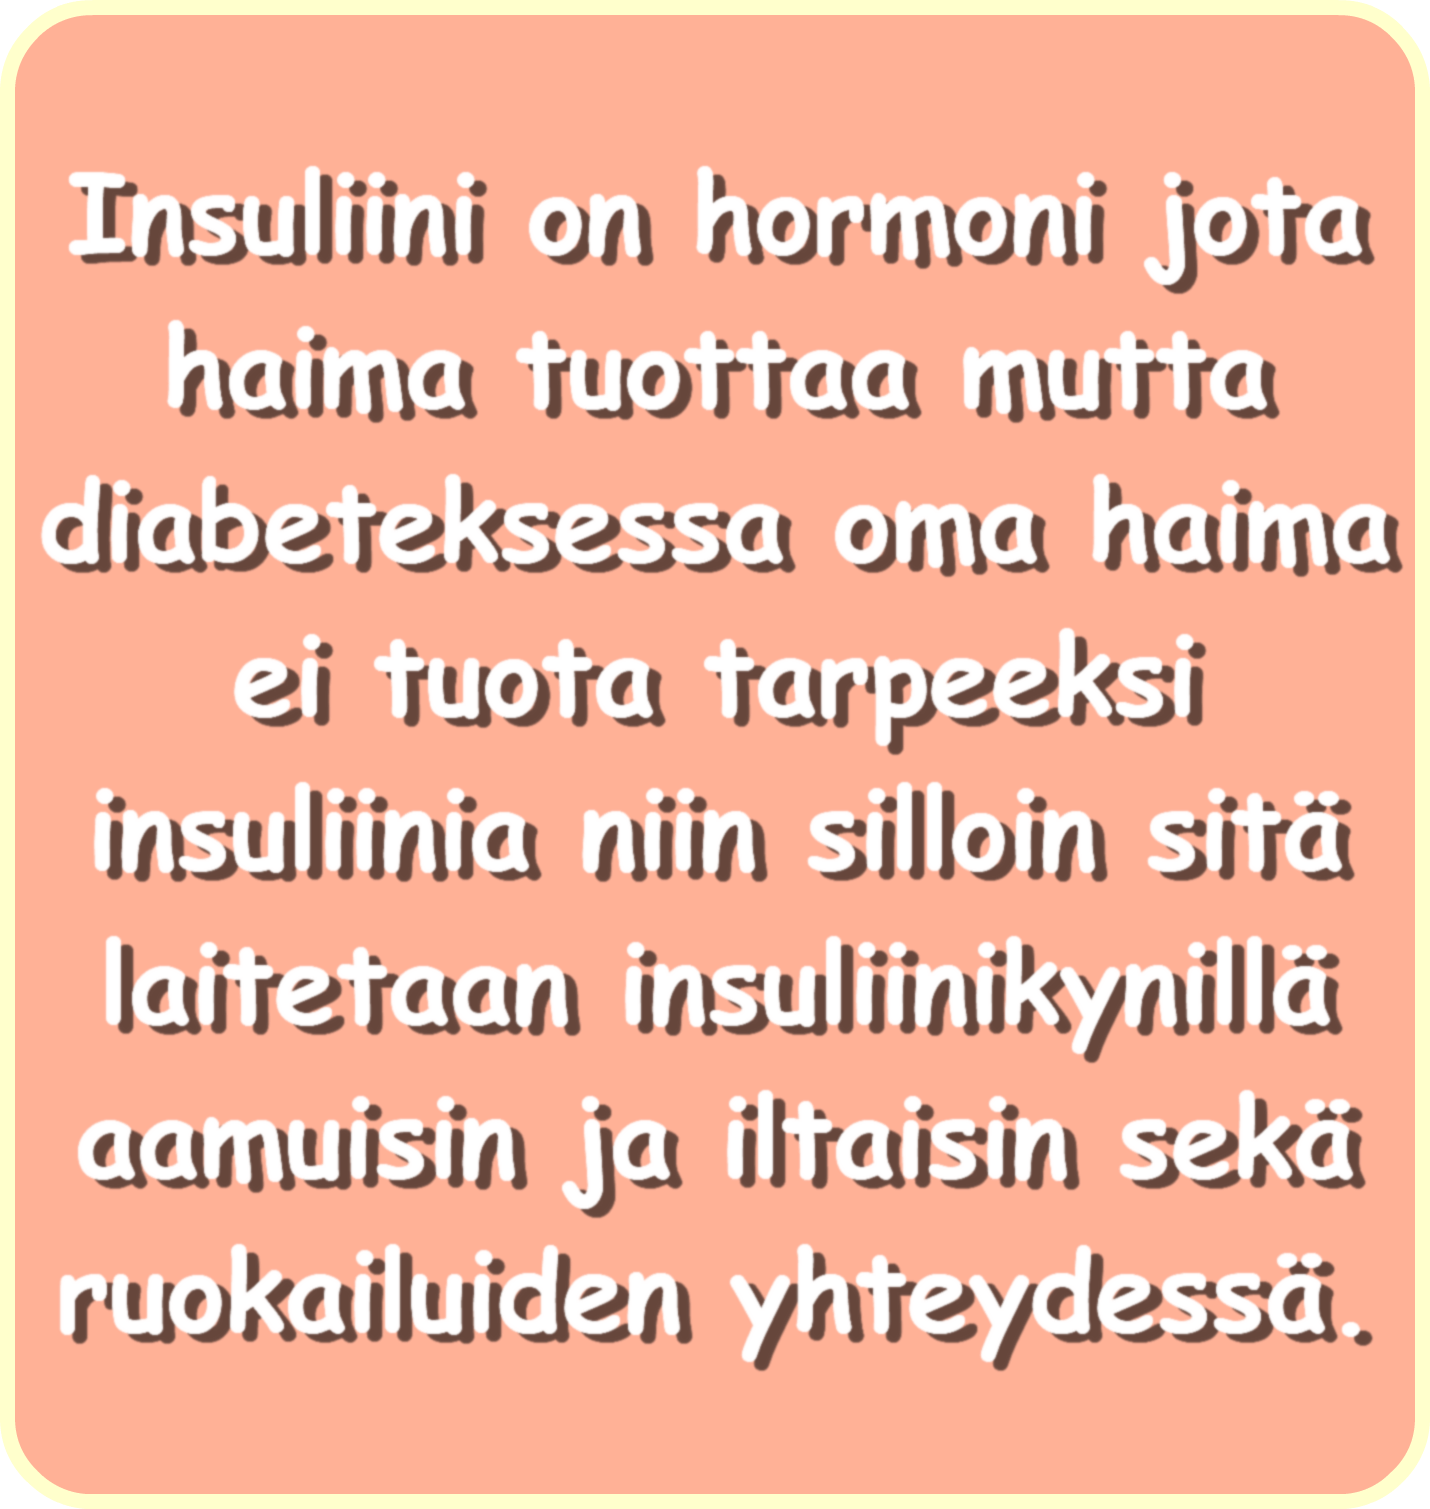 Insuliini on hormoni jota
haima tuottaa mutta
diabeteksessa oma haima
ei tuota tarpeeksi
insuliinia niin silloin sitä
laitetaan insuliinikynillä
aamuisin ja iltaisin sekä
ruokailuiden yhteydessä.